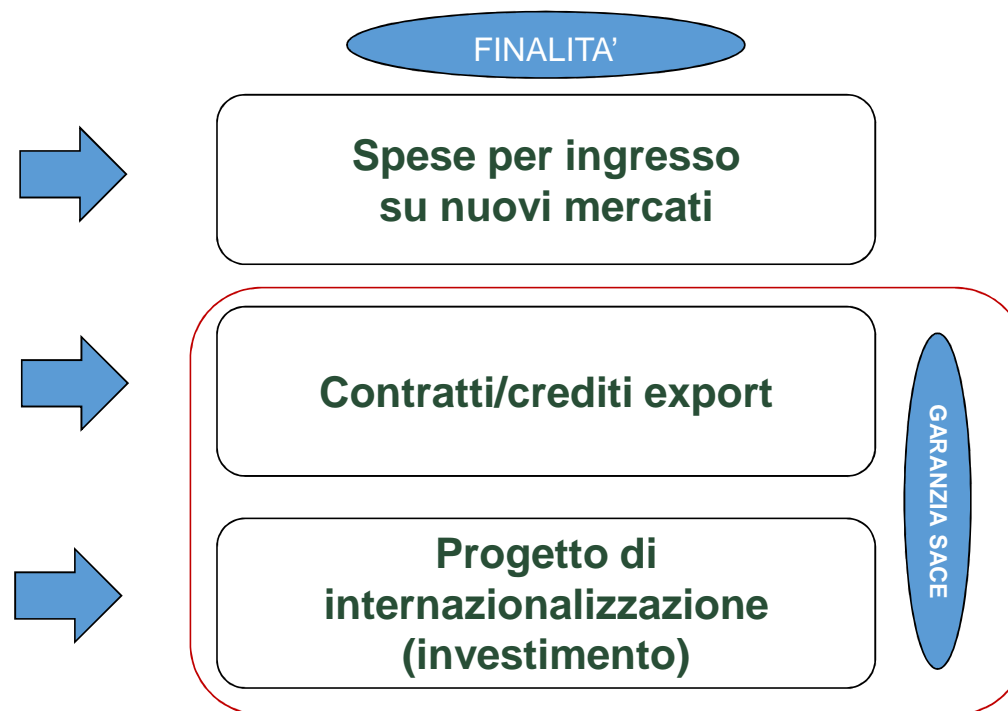 FINALITA’
Spese per ingresso
su nuovi mercati
Contratti/crediti export
GARANZIA SACE
Progetto di
internazionalizzazione
(investimento)